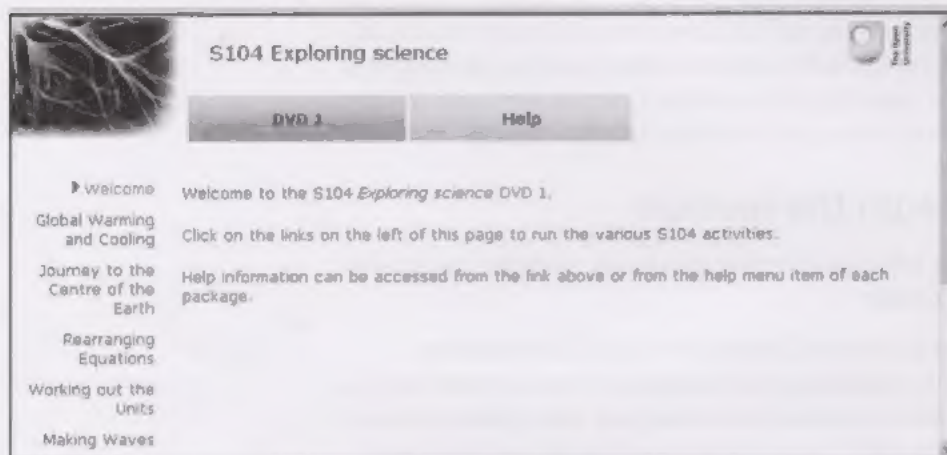 S104 Exploring science
The Open
University
DVD 1
Help
Welcome
Global Warming
and Cooling
Journey to the
Centre of the
Earth
Rearranging
Equations
Working out the
Units
Making Waves
Welcome to the S104 Exploring science DVD 1.
Click on the links on the left of this page to run the various S104 activities.
Help information can be accessed from the link above or from the help menu item of each
package.